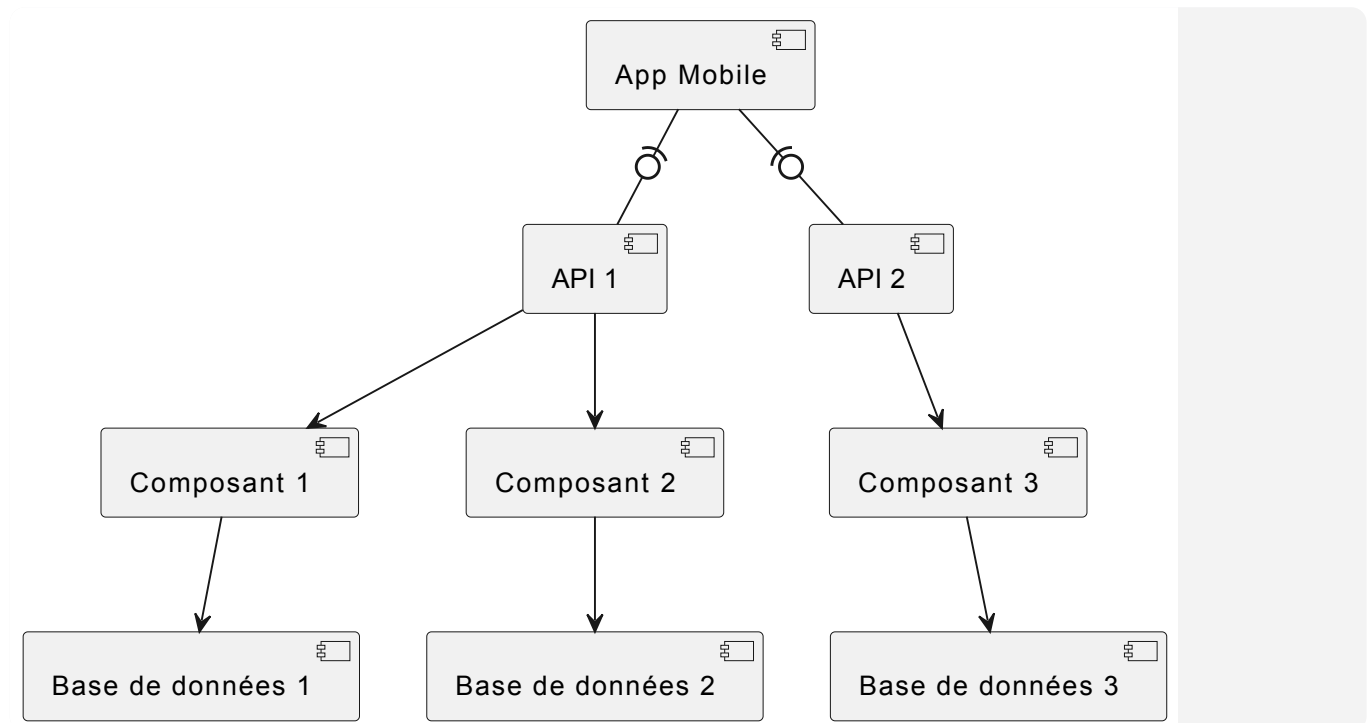 App Mobile
API 1
API 2
Composant 1
Composant 2
Composant 3
Base de données 1
Base de données 2
Base de données 3